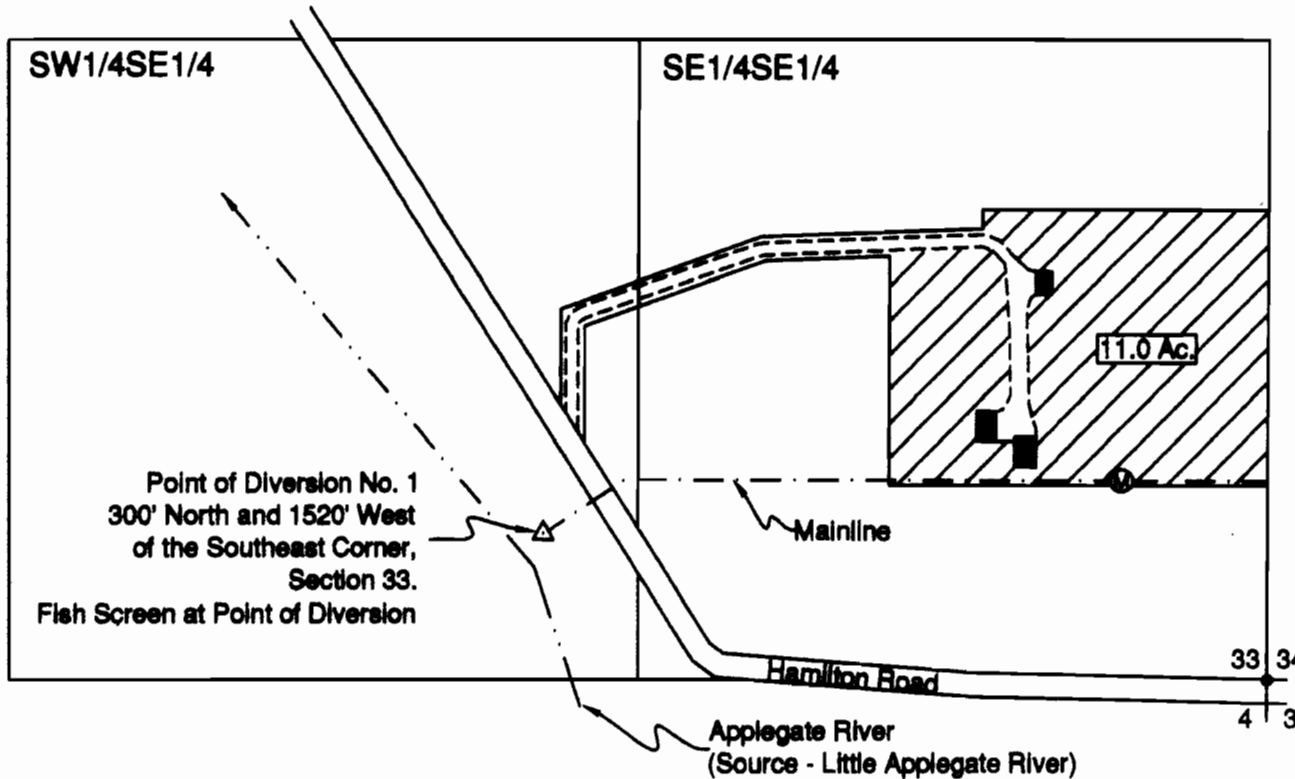 SW1/4SE1/4
SE1/4SE1/4
11.0 Ac.
M
Point of Diversion No. 1
300' North and 1520' West
of the Southeast Corner,
Section 33.
Fish Screen at Point of Diversion
Mainline
Hamilton Road
33 34
4 3
Applegate River
(Source - Little Applegate River)